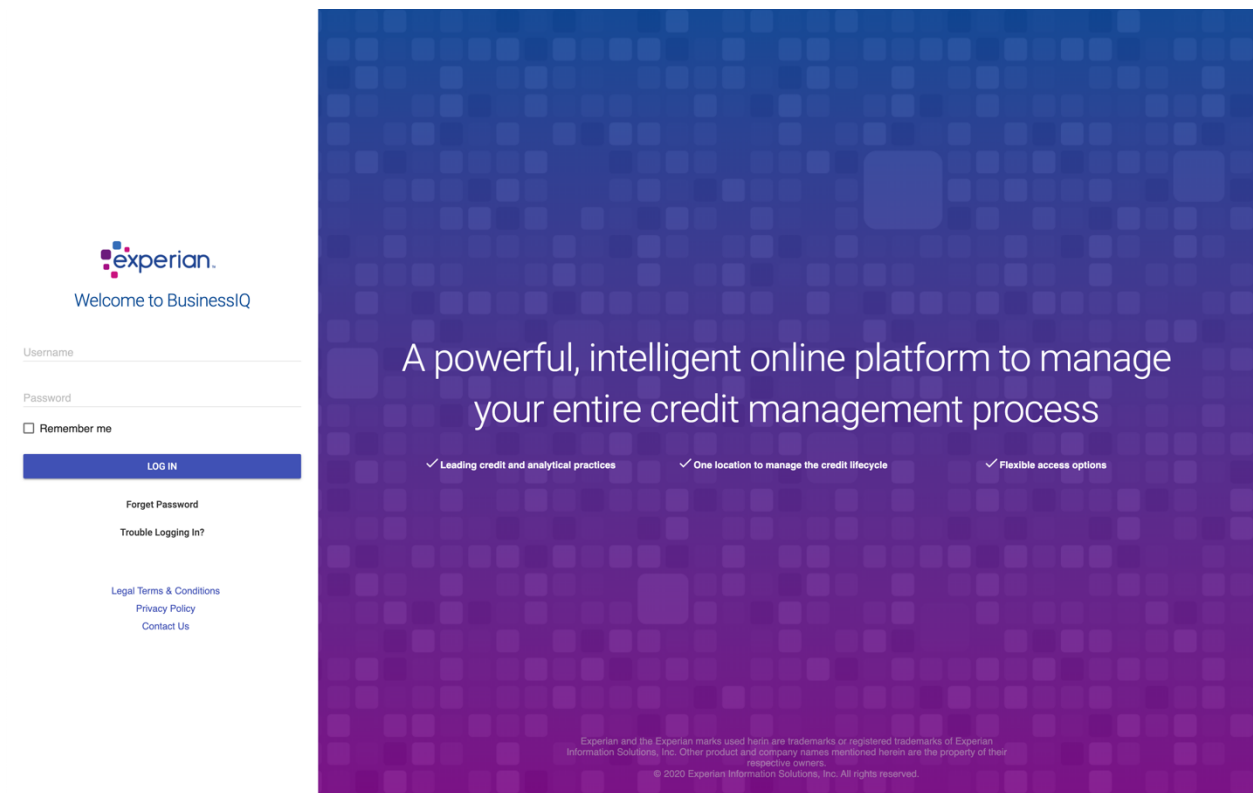 experian.
Welcome to BusinessIQ
Username
Password
Remember me
LOG IN
Forget Password
Trouble Logging In?
Legal Terms & Conditions
Privacy Policy
Contact Us
A powerful, intelligent online platform to manage
your entire credit management process
✓ Leading credit and analytical practices ✓ One location to manage the credit lifecycle ✓ Flexible access options
Experian and the Experian marks used herin are trademarks or registered trademarks of Experian
Information Solutions, Inc. Other product and company names mentioned herein are the property of their
respective owners.
© 2020 Experian Information Solutions, Inc. All rights reserved.